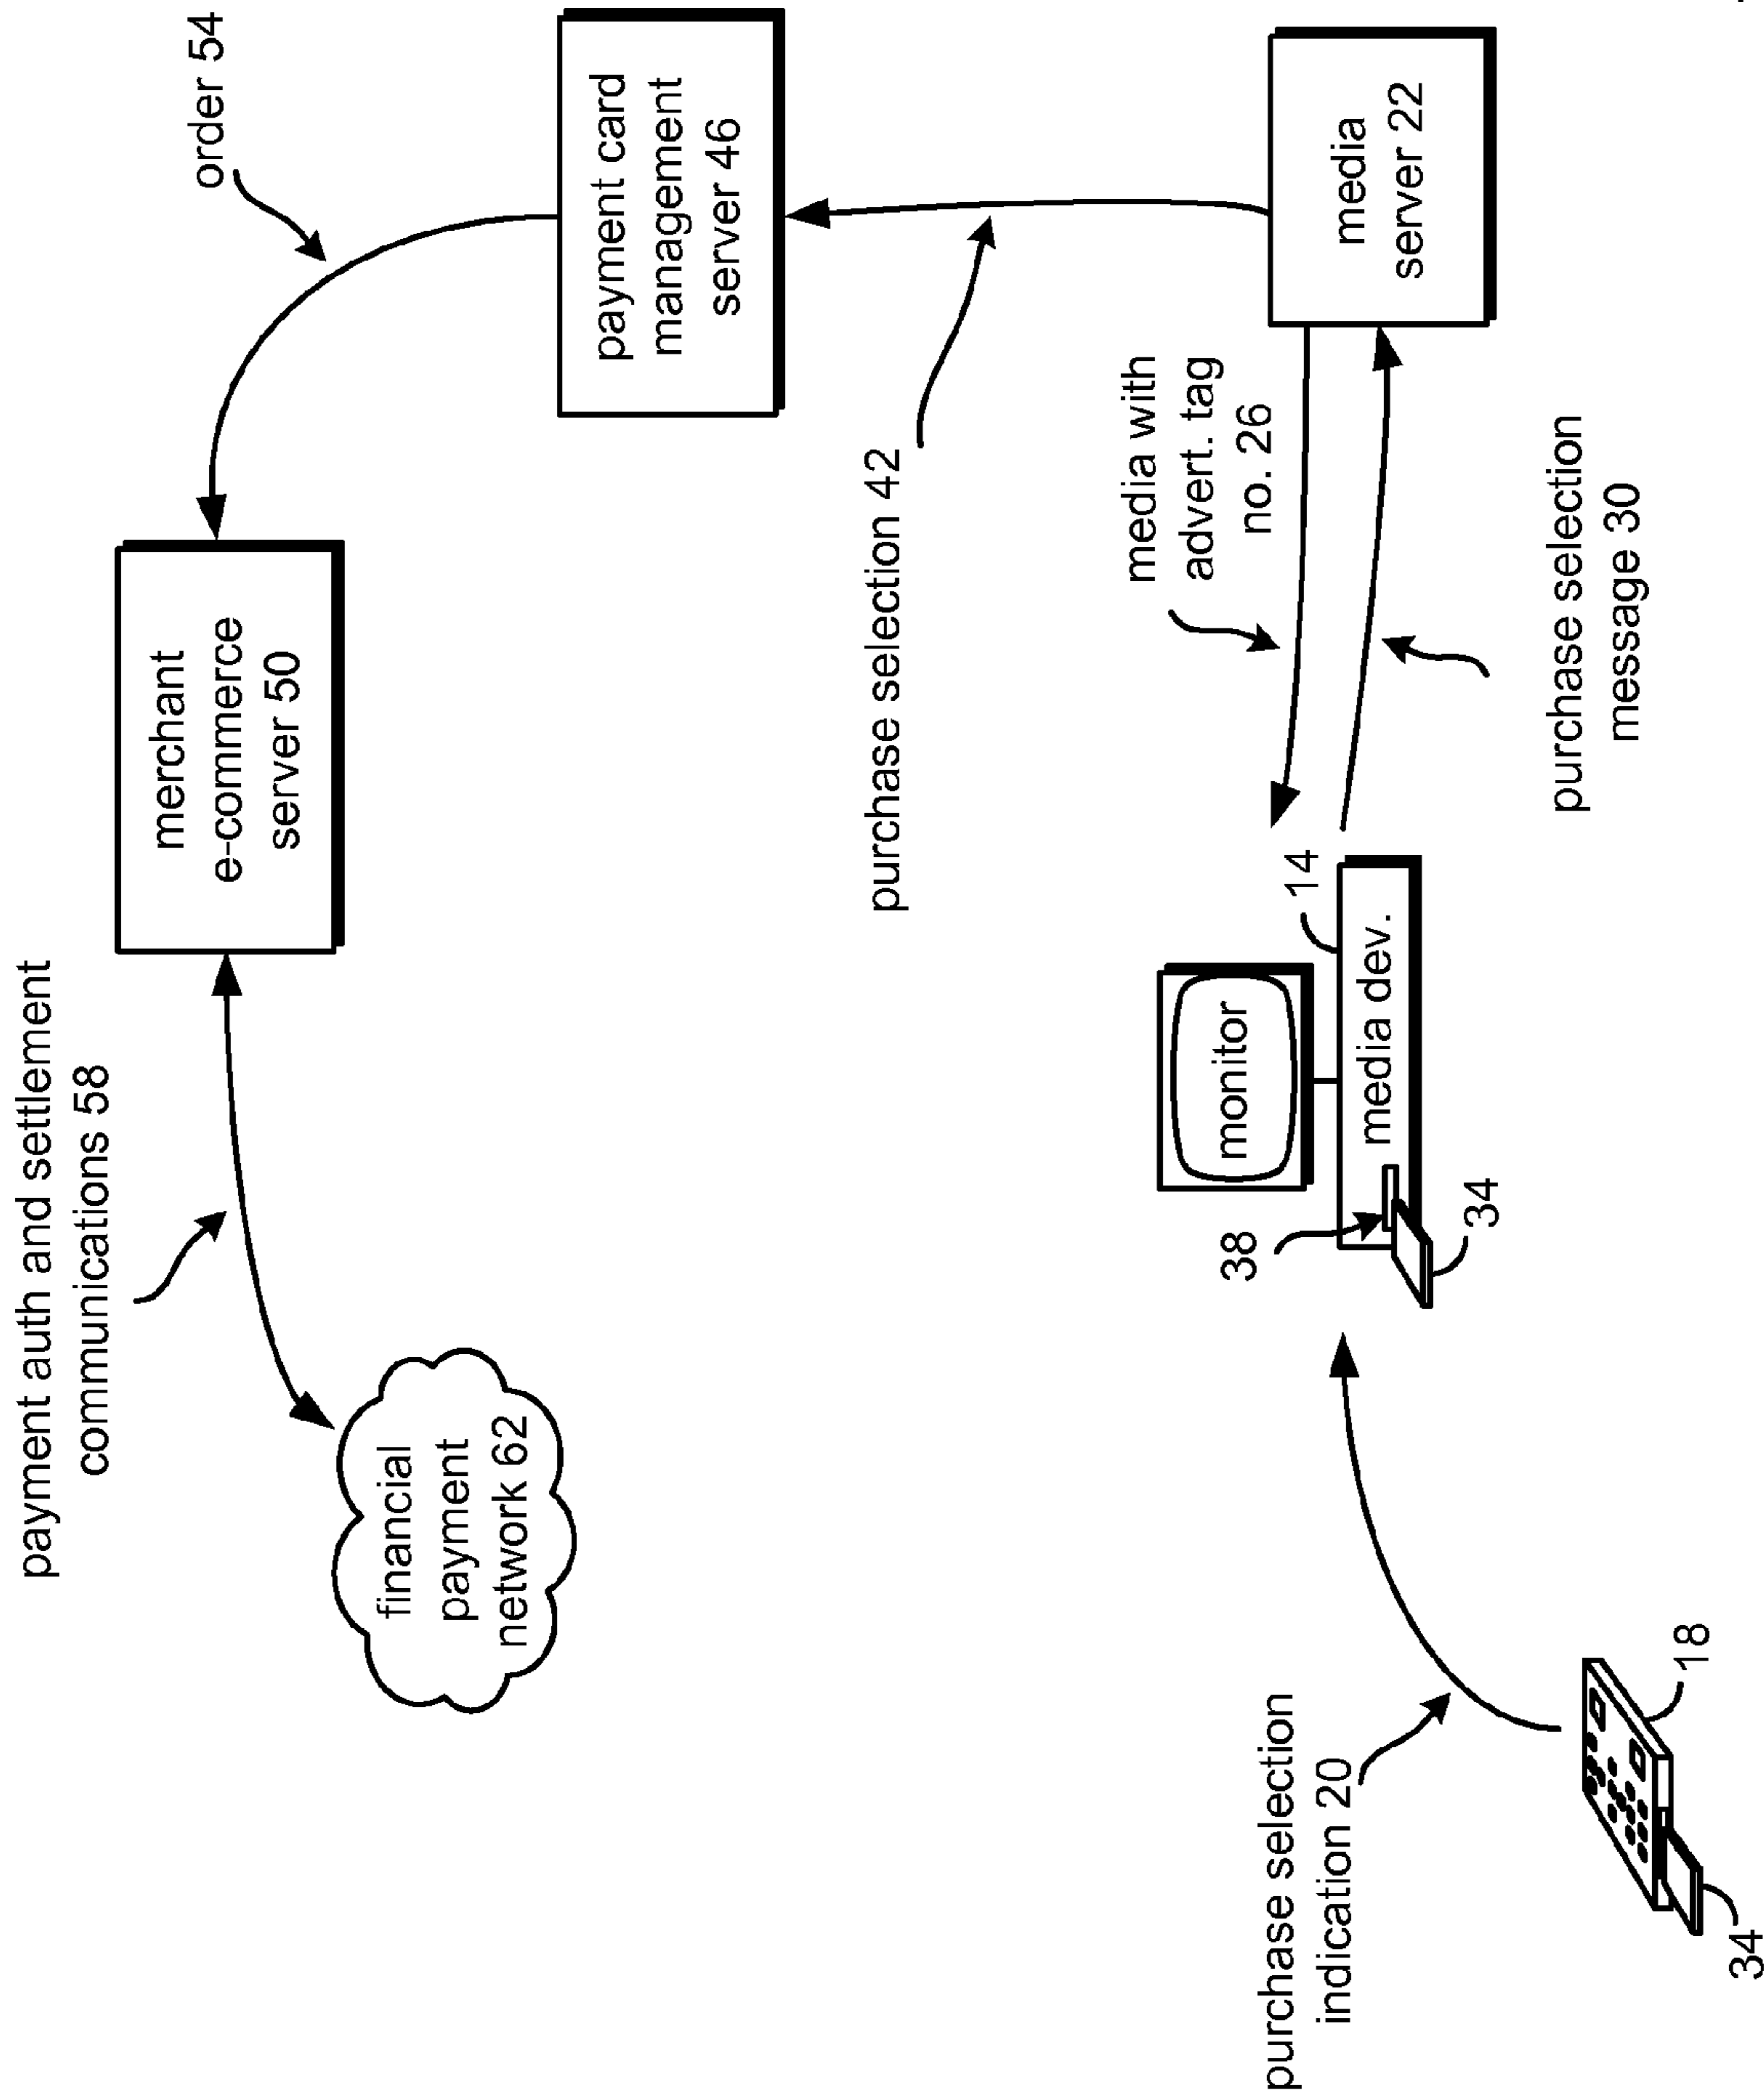 payment auth and settlement
communications 58
order 54
merchant
e-commerce
server 50
financial
payment
network 62
payment card
management
server 46
purchase selection 42
media with
advert. tag
no. 26
media
server 22
monitor
14
media dev.
38
34
purchase selection
message 30
purchase selection
indication 20
18
34